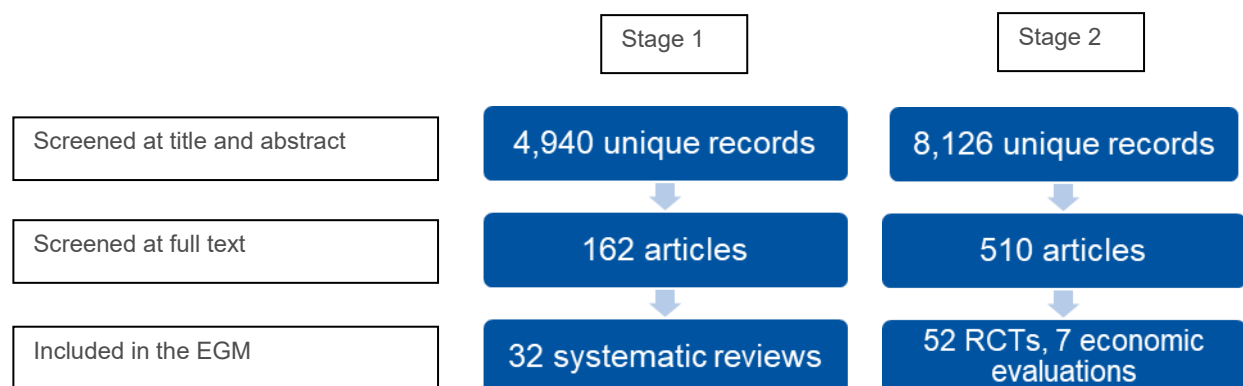 Stage 1
Stage 2
Screened at title and abstract
4,940 unique records
8,126 unique records
Screened at full text
162 articles
510 articles
Included in the EGM
32 systematic reviews
52 RCTs, 7 economic
evaluations